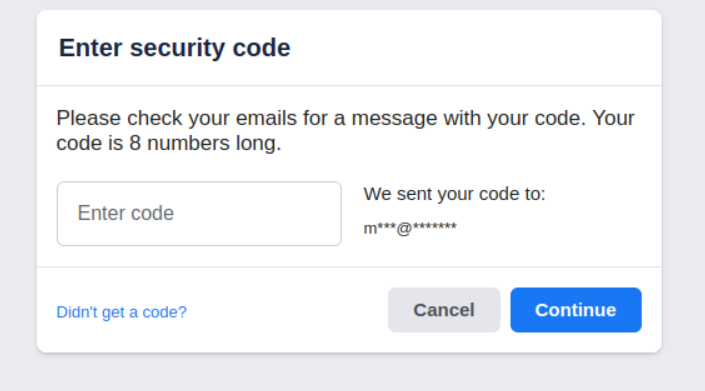 Enter security code
Please check your emails for a message with your code. Your
code is 8 numbers long.
Enter code
We sent your code to:
m***@*******
Didn't get a code?
Cancel
Continue